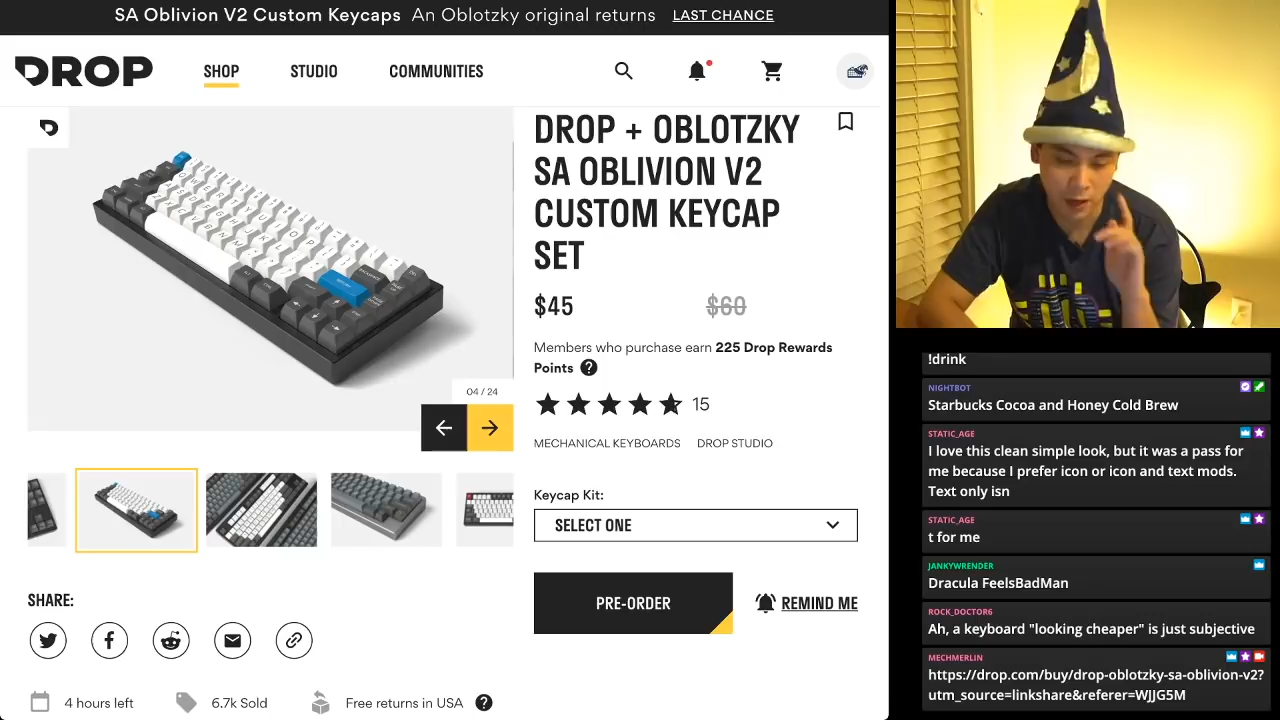 SA Oblivion V2 Custom Keycaps An Oblotzky original returns LAST CHANCE
DROP
SHOP
STUDIO
COMMUNITIES
DROP + OBLOTZKY
SA OBLIVION V2
CUSTOM KEYCAP
SET
$45
$60
Members who purchase earn 225 Drop Rewards
Points ?
15
MECHANICAL KEYBOARDS
DROP STUDIO
04 / 24
Keycap Kit:
SELECT ONE
PRE-ORDER
REMIND ME
SHARE:
4 hours left
6.7k Sold
Free returns in USA ?
!drink
NIGHTBOT
Starbucks Cocoa and Honey Cold Brew
STATIC_AGE
I love this clean simple look, but it was a pass for
me because I prefer icon or icon and text mods.
Text only isn
STATIC_AGE
t for me
JANKYWRENDER
Dracula FeelsBadMan
ROCK_DOCTOR6
Ah, a keyboard "looking cheaper" is just subjective
MECHMERLIN
https://drop.com/buy/drop-oblotzky-sa-oblivion-v2?
utm_source=linkshare&referer=WJJG5M